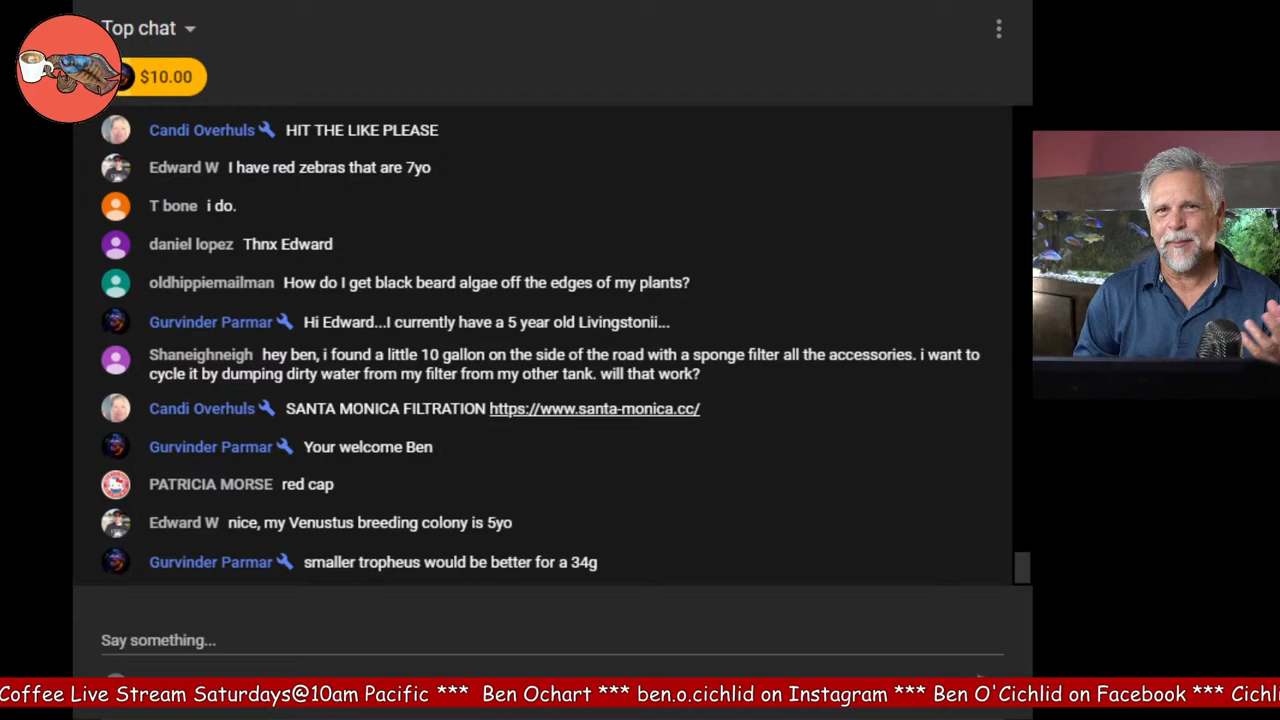 Top chat
$10.00
Candi Overhuls HIT THE LIKE PLEASE
Edward W I have red zebras that are 7yo
T bone i do.
daniel lopez Thnx Edward
oldhippiemailman How do I get black beard algae off the edges of my plants?
Gurvinder Parmar Hi Edward...I currently have a 5 year old Livingstonii...
Shaneighneigh hey ben, i found a little 10 gallon on the side of the road with a sponge filter all the accessories. i want to
cycle it by dumping dirty water from my filter from my other tank. will that work?
Candi Overhuls SANTA MONICA FILTRATION https://www.santa-monica.cc/
Gurvinder Parmar Your welcome Ben
PATRICIA MORSE red cap
Edward W nice, my Venustus breeding colony is 5yo
Gurvinder Parmar smaller tropheus would be better for a 34g
Say something...
Coffee Live Stream Saturdays@10am Pacific *** Ben Ochart *** ben.o.cichlid on Instagram *** Ben O'Cichlid on Facebook *** Cichl